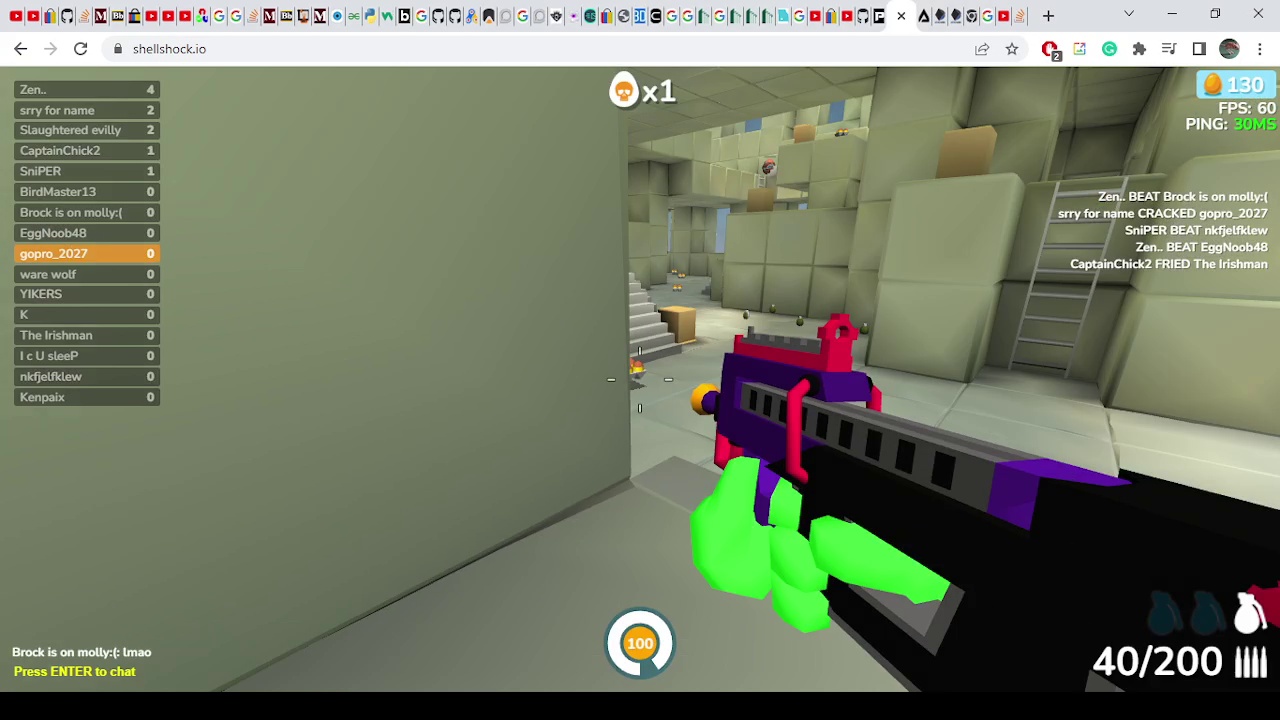 shellshock.io
2
Zen.. 4
srry for name 2
Slaughtered evilly 2
CaptainChick2 1
SniPER 1
BirdMaster13 0
Brock is on molly:( 0
EggNoob48 0
gopro_2027 0
ware wolf 0
YIKERS 0
K 0
The Irishman 0
I c U sleeP 0
nkfjelfklew 0
Kenpaix 0
x1
130
FPS: 60
PING: 30MS
Zen.. BEAT Brock is on molly:(
srry for name CRACKED gopro_2027
SniPER BEAT nkfjelfklew
Zen.. BEAT EggNoob48
CaptainChick2 FRIED The Irishman
Brock is on molly:(: lmao
Press ENTER to chat
100
40/200